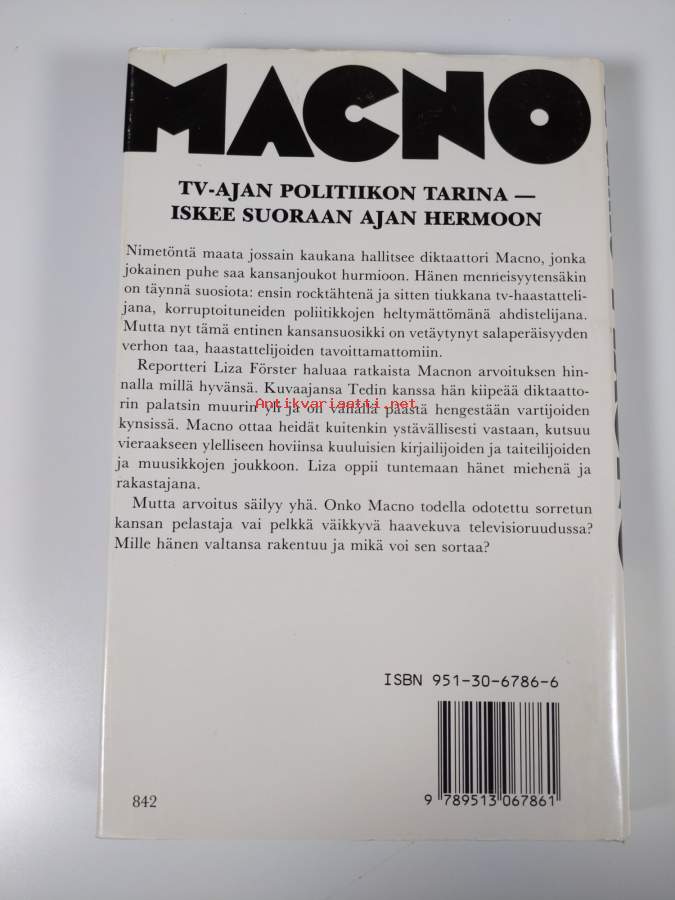 MACNO
TV-AJAN POLITIIKON TARINA —
ISKEE SUORAAN AJAN HERMOON
Nimetöntä maata jossain kaukana hallitsee diktaattori Macno, jonka
jokainen puhe saa kansanjoukot hurmioon. Hänen menneisyytensäkin
on täynnä suosiota: ensin rocktähtenä ja sitten tiukkana tv-haastatteli-
jana, korruptoituneiden poliitikkojen heltymättömänä ahdistelijana.
Mutta nyt tämä entinen kansansuosikki on vetäytynyt salaperäisyyden
verhon taa, haastattelijoiden tavoittamattomiin.
Reportteri Liza Förster haluaa ratkaista Macnon arvoituksen hin-
nalla millä hyvänsä. Kuvaajansa Tedin kanssa hän kiipeää diktaatto-
rin palatsin muurin yli ja on vähällä päästä hengestään vartijoiden
Antikvariaatti.net
kynsissä. Macno ottaa heidät kuitenkin ystävällisesti vastaan, kutsuu
vieraakseen ylelliseen hoviinsa kuuluisien kirjailijoiden ja taiteilijoiden
ja muusikkojen joukkoon. Liza oppii tuntemaan hänet miehenä ja
rakastajana.
Mutta arvoitus säilyy yhä. Onko Macno todella odotettu sorretun
kansan pelastaja vai pelkkä väikkyvä haavekuva televisioruudussa?
Mille hänen valtansa rakentuu ja mikä voi sen sortaa?
ISBN 951-30-6786-6
9 789513 067861
842